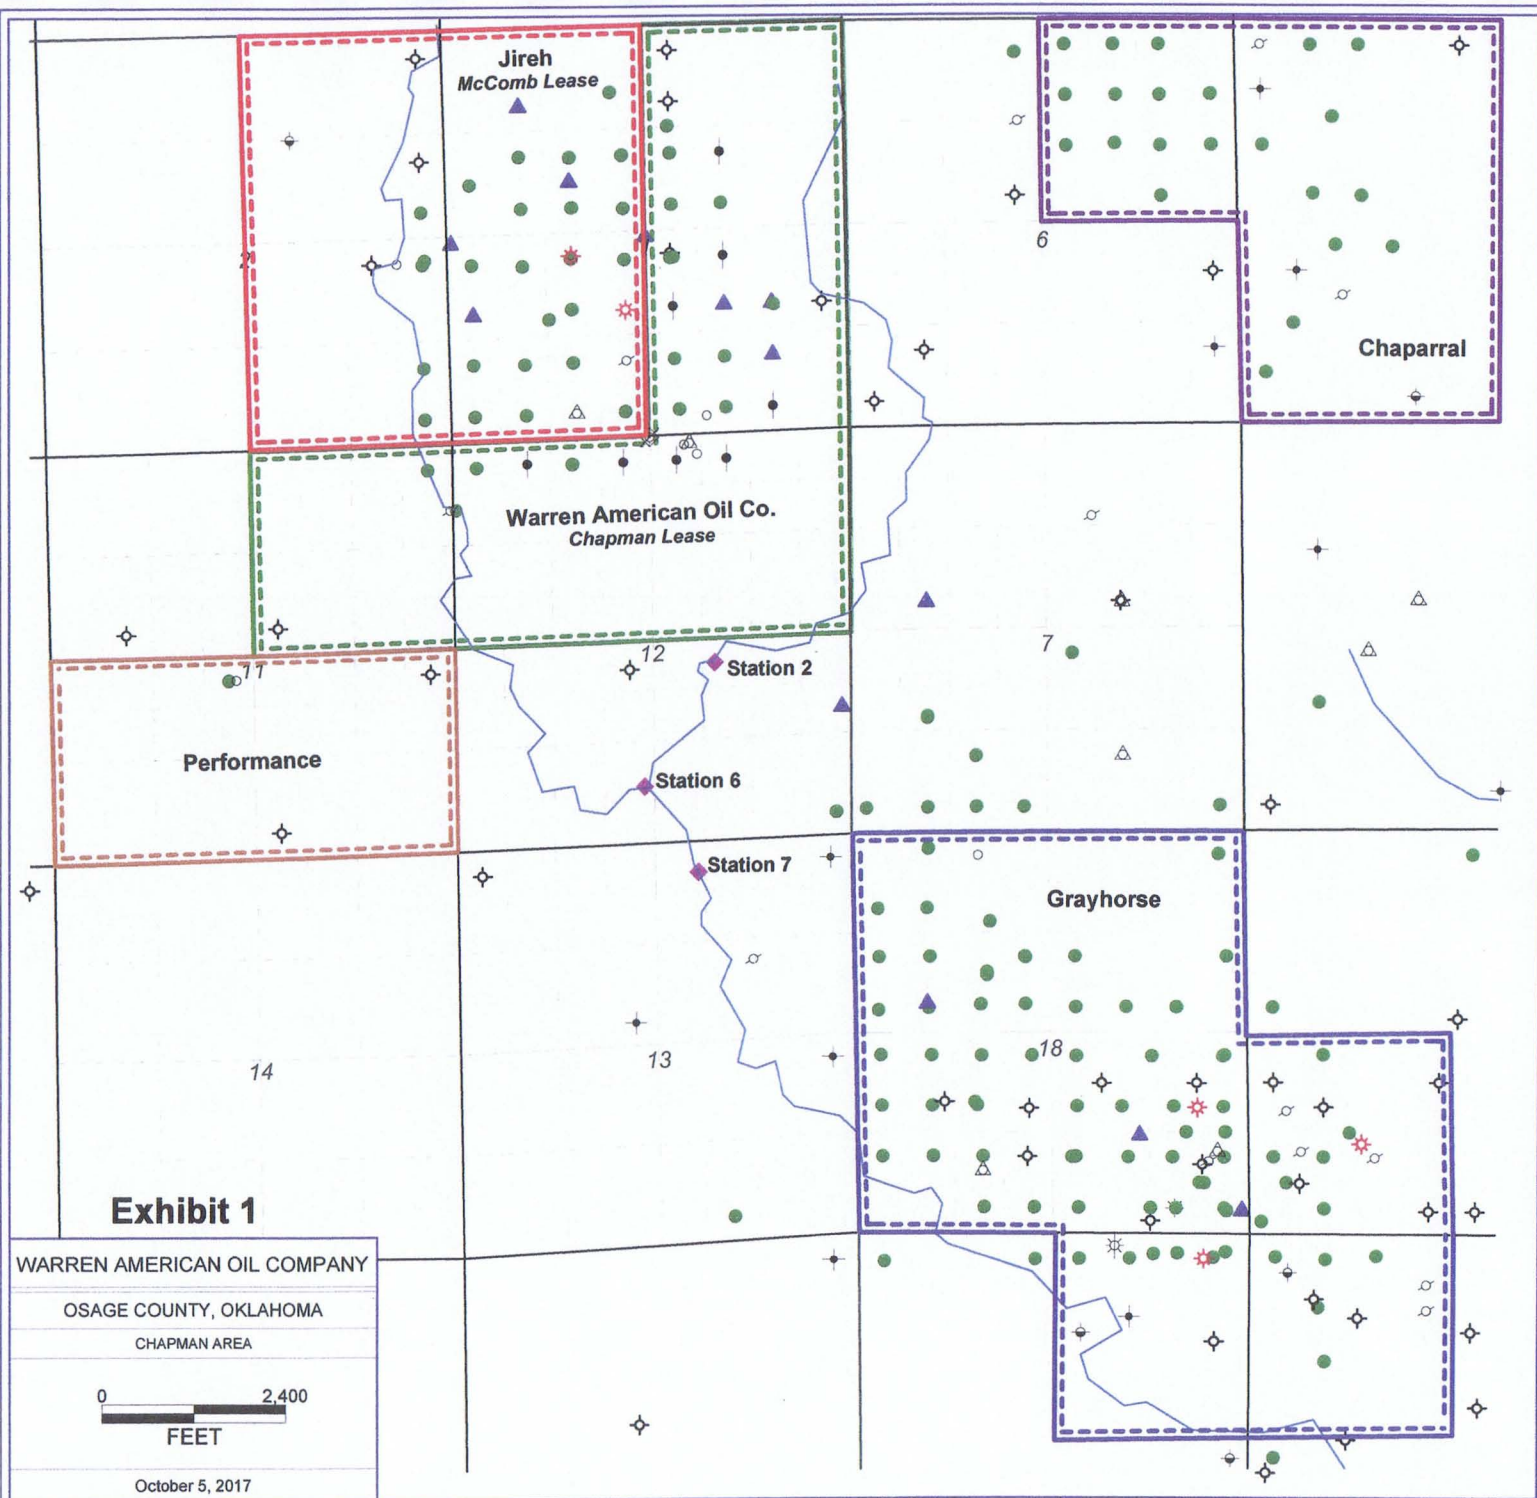 Jireh
McComb Lease
2
6
Chaparral
Warren American Oil Co.
Chapman Lease
11
12
7
Station 2
Performance
Station 6
Station 7
Grayhorse
14
13
18
Exhibit 1
WARREN AMERICAN OIL COMPANY
OSAGE COUNTY, OKLAHOMA
CHAPMAN AREA
0 2,400
FEET
October 5, 2017